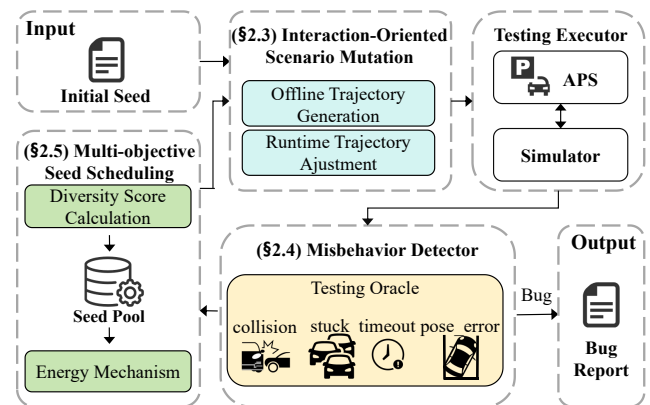 Input
Initial Seed
(§2.3) Interaction-Oriented
Scenario Mutation
Offline Trajectory
Generation
Runtime Trajectory
Ajustment
Testing Executor
P
APS
Simulator
(§2.5) Multi-objective
Seed Scheduling
Diversity Score
Calculation
Seed Pool
Energy Mechanism
(§2.4) Misbehavior Detector
Testing Oracle
collision stuck timeout pose_error
Bug
Output
Bug
Report